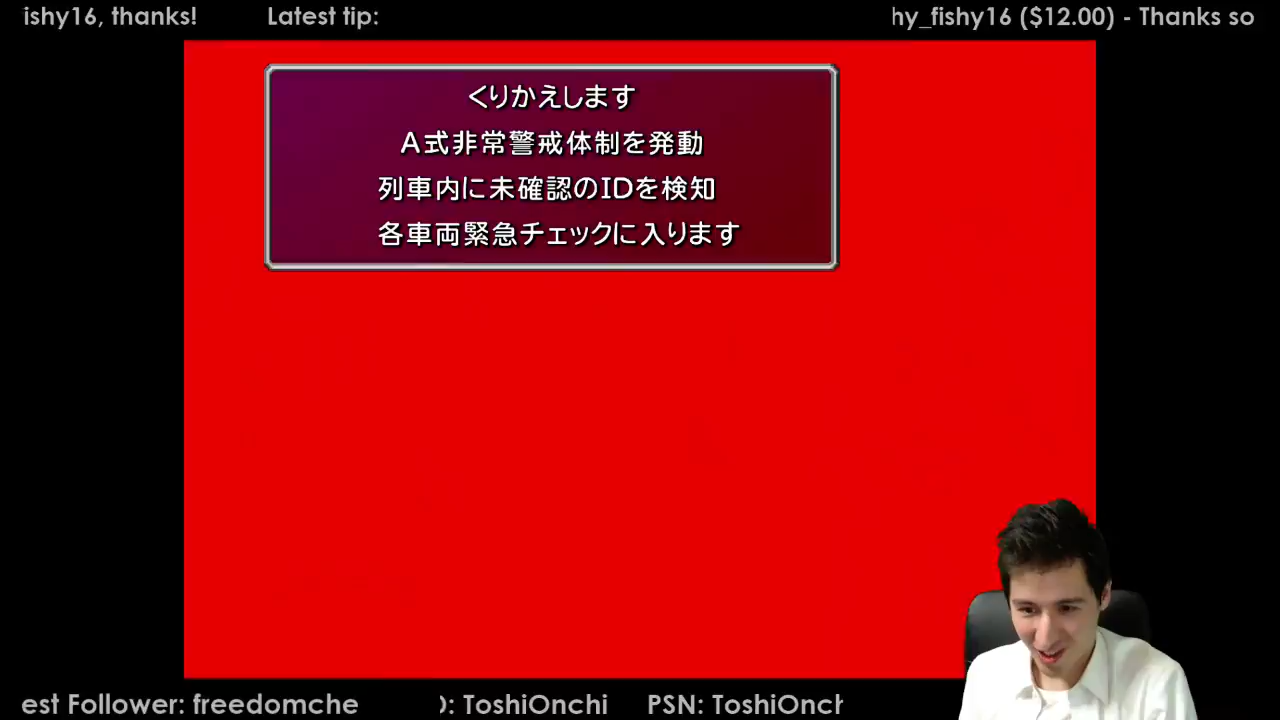 ishy16, thanks!
Latest tip:
hy_fishy16 ($12.00) - Thanks so
くりかえします
A式非常警戒体制を発動
列車内に未確認のIDを検知
各車両緊急チェックに入ります
est Follower: freedomche
: ToshiOnchi
PSN: ToshiOnch